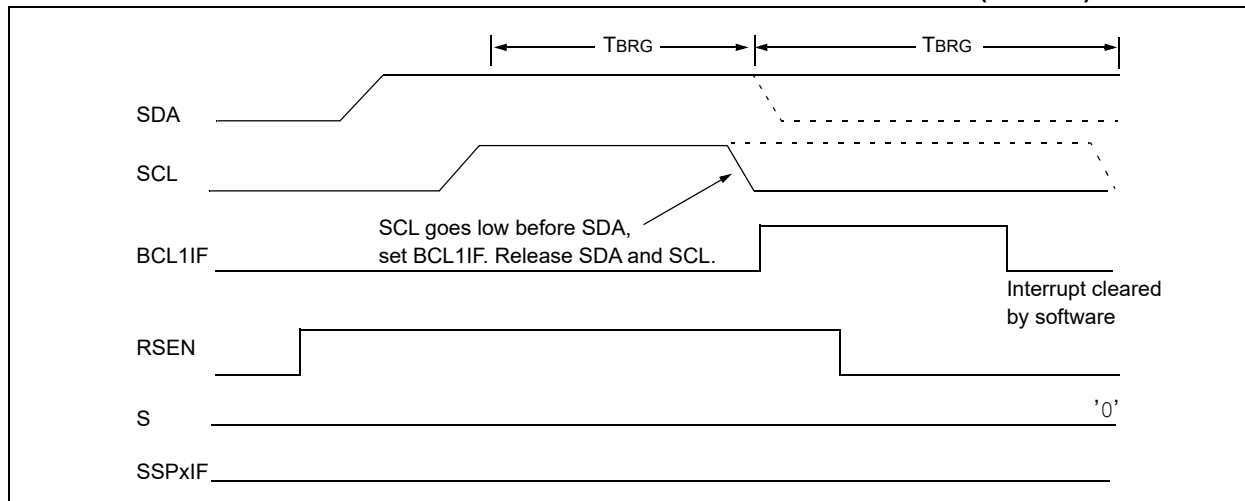 TBRG TBRG
SDA
SCL
SCL goes low before SDA,
set BCL1IF. Release SDA and SCL.
BCL1IF
Interrupt cleared
by software
RSEN
'0'
S
SSPxIF